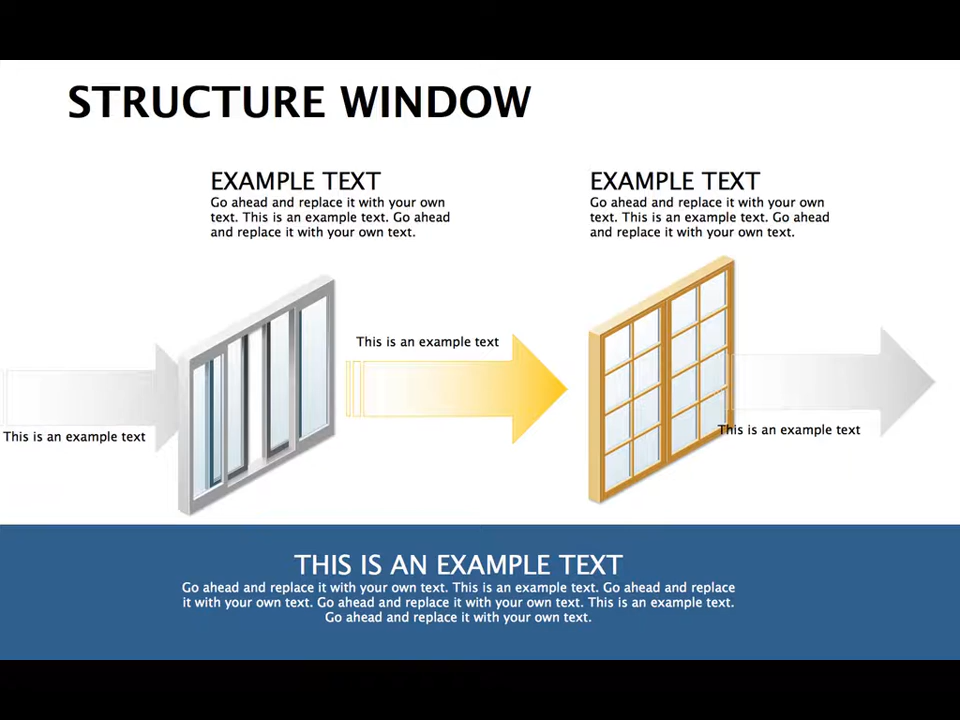 STRUCTURE WINDOW
EXAMPLE TEXT
Go ahead and replace it with your own
text. This is an example text. Go ahead
and replace it with your own text.
EXAMPLE TEXT
Go ahead and replace it with your own
text. This is an example text. Go ahead
and replace it with your own text.
This is an example text
This is an example text
This is an example text
THIS IS AN EXAMPLE TEXT
Go ahead and replace it with your own text. This is an example text. Go ahead and replace
it with your own text. Go ahead and replace it with your own text. This is an example text.
Go ahead and replace it with your own text.